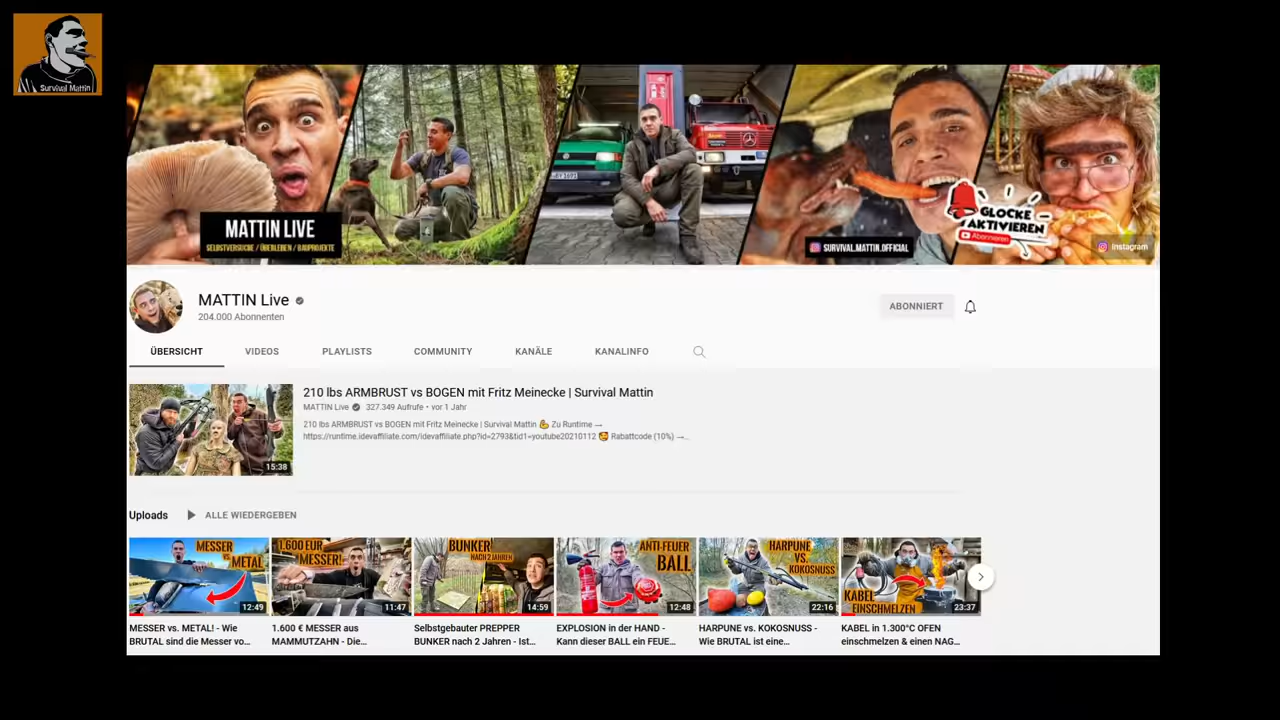 Survival Mattin
MATTIN LIVE
SELBSTVERSUCHE / ÜBERLEBEN / BAUPROJEKTE
SURVIVAL.MATTIN.OFFICIAL
GLOCKE
AKTIVIEREN
Abonnieren
Instagram
MATTIN Live
204.000 Abonnenten
ABONNIERT
ÜBERSICHT VIDEOS PLAYLISTS COMMUNITY KANÄLE KANALINFO
15:38
210 lbs ARMBRUST vs BOGEN mit Fritz Meinecke | Survival Mattin
MATTIN Live 327.349 Aufrufe • vor 1 Jahr
210 lbs ARMBRUST vs BOGEN mit Fritz Meinecke | Survival Mattin 💪 Zu Runtime →
https://runtime.idevaffiliate.com/idevaffiliate.php?id=2793&tid1=youtube20210112 🥰 Rabattcode (10%) →...
Uploads ALLE WIEDERGEBEN
MESSER
VS.
METAL
12:49
1.600 EUR
MESSER!
11:47
BUNKER
NACH 2 JAHREN
14:59
ANTI-FEUER
BALL
12:48
HARPUNE
VS.
KOKOSNUSS
22:16
KABEL
EINSCHMELZEN
23:37
MESSER vs. METAL! - Wie
BRUTAL sind die Messer vo...
1.600 € MESSER aus
MAMMUTZAHN - Die...
Selbstgebauter PREPPER
BUNKER nach 2 Jahren - Ist...
EXPLOSION in der HAND -
Kann dieser BALL ein FEUE...
HARPUNE vs. KOKOSNUSS -
Wie BRUTAL ist eine...
KABEL in 1.300°C OFEN
einschmelzen & einen NAG...